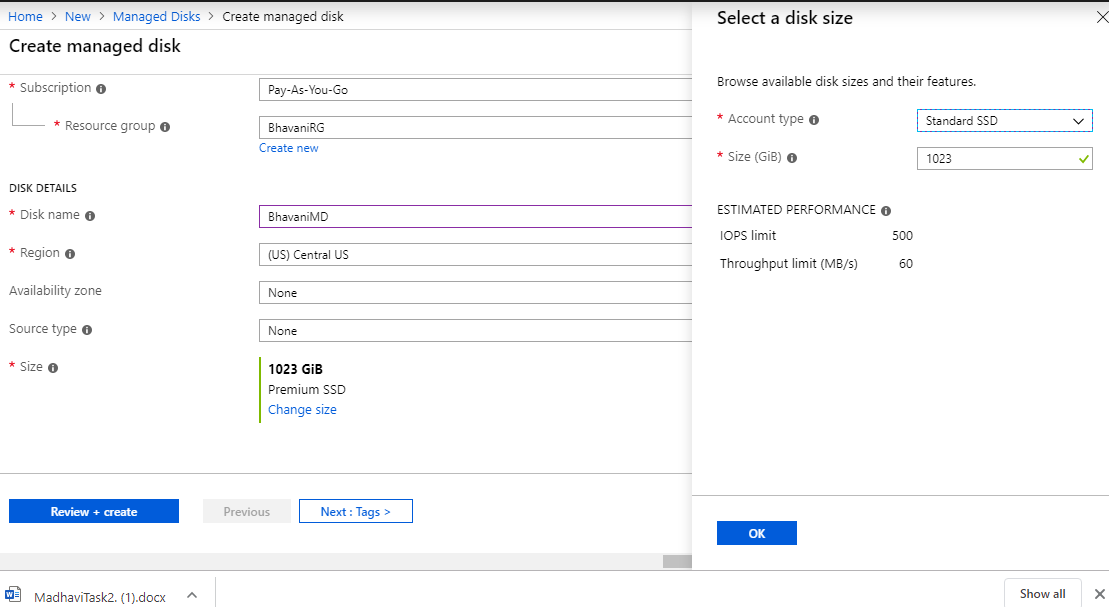 Home > New > Managed Disks > Create managed disk
Create managed disk
* Subscription
Pay-As-You-Go
* Resource group
BhavaniRG
Create new
DISK DETAILS
* Disk name
BhavaniMD
* Region
(US) Central US
Availability zone
None
Source type
None
* Size
1023 GiB
Premium SSD
Change size
Review + create
Previous
Next : Tags >
Select a disk size
Browse available disk sizes and their features.
* Account type
Standard SSD
* Size (GiB)
1023
ESTIMATED PERFORMANCE
IOPS limit 500
Throughput limit (MB/s) 60
OK
MadhaviTask2. (1).docx
Show all